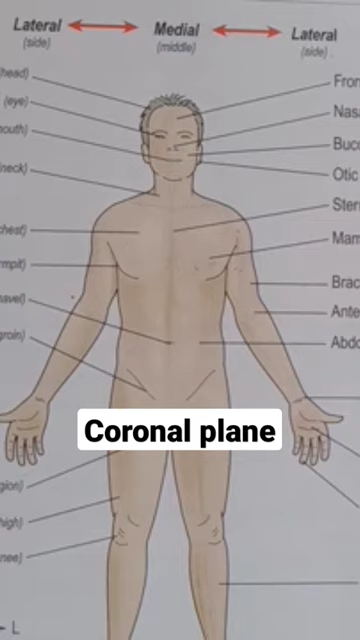 Lateral Medial Lateral
(side) (middle) (side)
head)
(eye)
outh)
neck)
chest)
rmpit)
navel)
groin)
gion)
high)
nee)
Fron
Nasa
Bucc
Otic
Ster
Mam
Brac
Ante
Abdo
Coronal plane
L